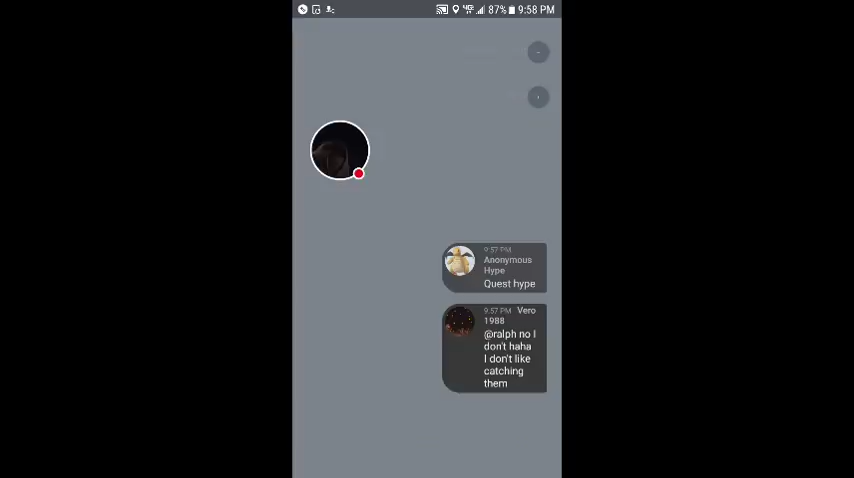 87% 9:58 PM
9:57 PM
Anonymous
Hype
Quest hype
9:57 PM Vero
1988
@ralph no I
don't haha
I don't like
catching
them